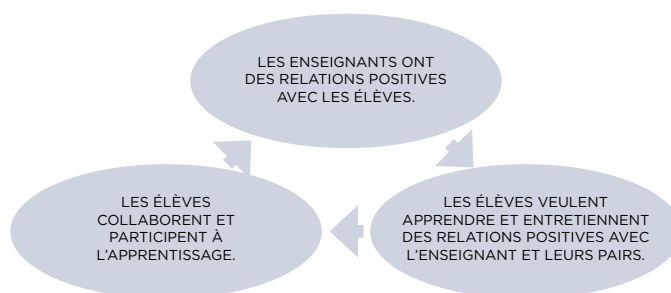 LES ENSEIGNANTS ONT
DES RELATIONS POSITIVES
AVEC LES ÉLÈVES.
LES ÉLÈVES VEULENT
APPRENDRE ET ENTRETIENNENT
DES RELATIONS POSITIVES AVEC
L'ENSEIGNANT ET LEURS PAIRS.
LES ÉLÈVES
COLLABORENT ET
PARTICIPENT À
L'APPRENTISSAGE.